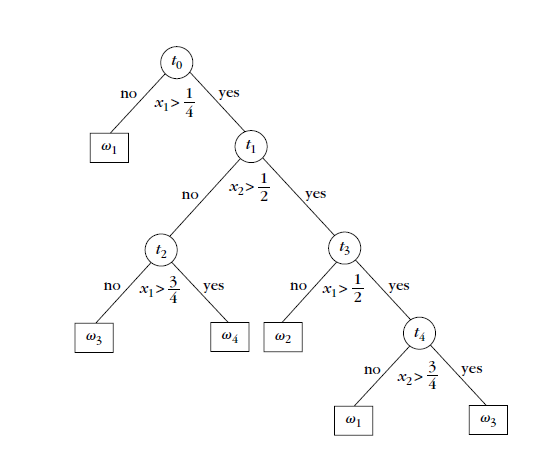 t0
no yes
x1 > 1/4
ω1 t1
no x2 > 1/2 yes
t2 t3
no x1 > 3/4 yes no x1 > 1/2 yes
ω3 ω4 ω2 t4
no x2 > 3/4 yes
ω1 ω3